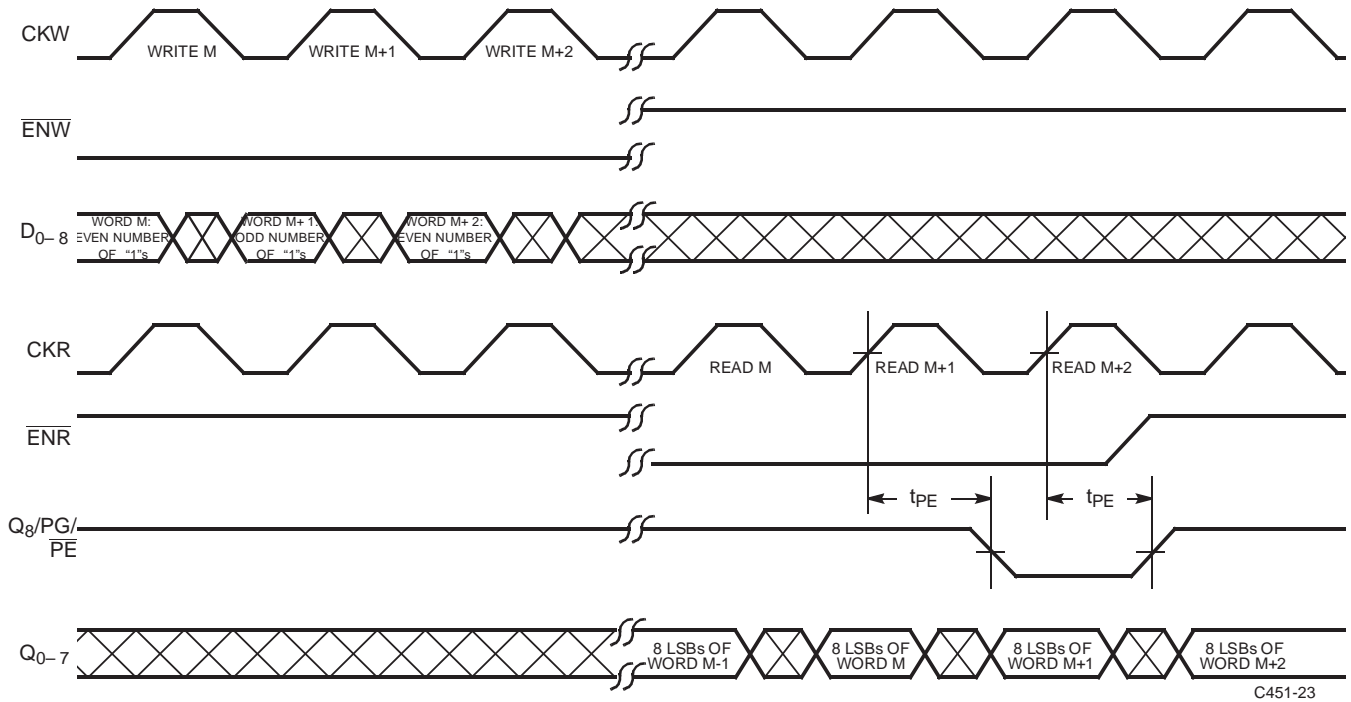 CKW
WRITE M
WRITE M+1
WRITE M+2
ENW
D0–8
WORD M:
EVEN NUMBER
OF "1"s
WORD M+1:
ODD NUMBER
OF "1"s
WORD M+2:
EVEN NUMBER
OF "1"s
CKR
READ M
READ M+1
READ M+2
ENR
tPE
tPE
Q8/PG/
PE
Q0–7
8 LSBs OF
WORD M-1
8 LSBs OF
WORD M
8 LSBs OF
WORD M+1
8 LSBs OF
WORD M+2
C451-23